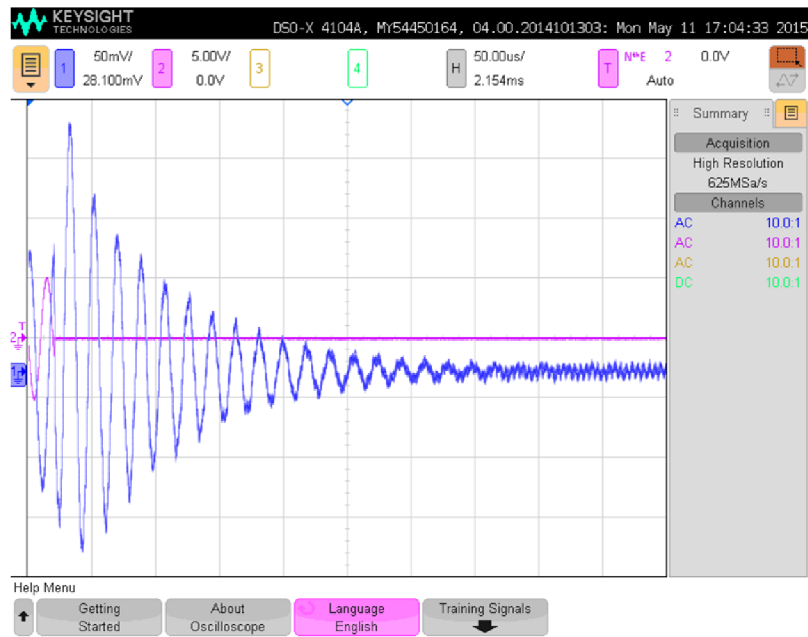 KEYSIGHT
TECHNOLOGIES
DSO-X 4104A, MY54450164, 04.00.2014101303: Mon May 11 17:04:33 2015
1 50mV/ 2 5.00V/ 3 4 H 50.00us/ T 2 0.0V
28.100mV 0.0V 2.154ms Auto
Summary
Acquisition
High Resolution
625MSa/s
Channels
AC 10.0:1
AC 10.0:1
AC 10.0:1
DC 10.0:1
T
2
1
Help Menu
Getting Started
About Oscilloscope
Language English
Training Signals